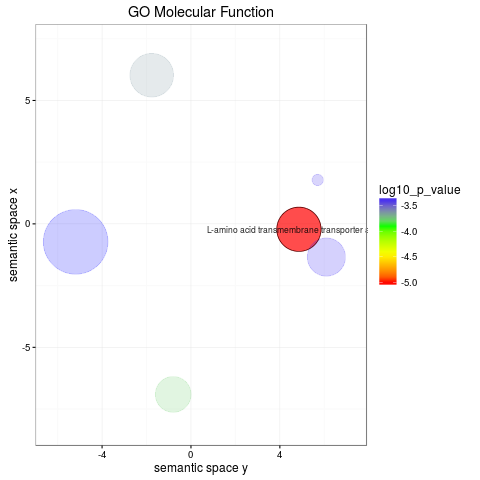 GO Molecular Function
semantic space x
5
0
-5
L-amino acid transmembrane transporter a
-4
0
4
semantic space y
log10_p_value
-3.5
-4.0
-4.5
-5.0